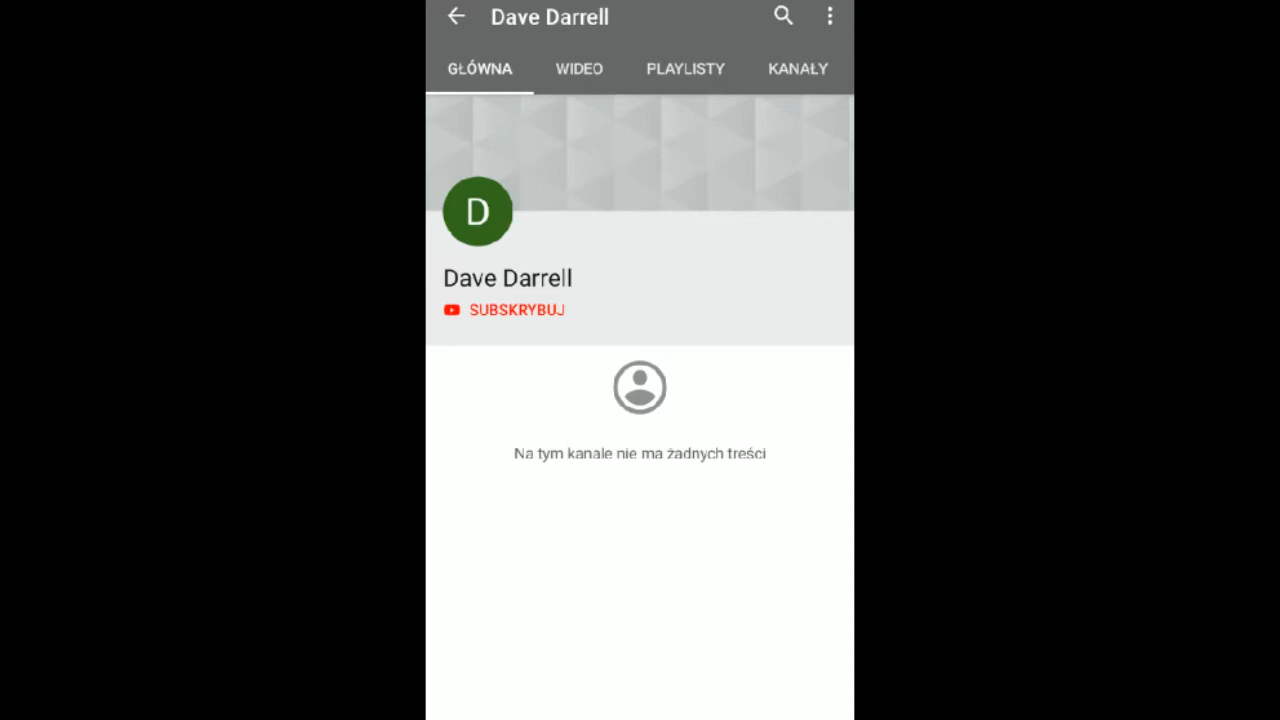 Dave Darrell
GŁÓWNA WIDEO PLAYLISTY KANAŁY
D
Dave Darrell
SUBSKRYBUJ
Na tym kanale nie ma żadnych treści